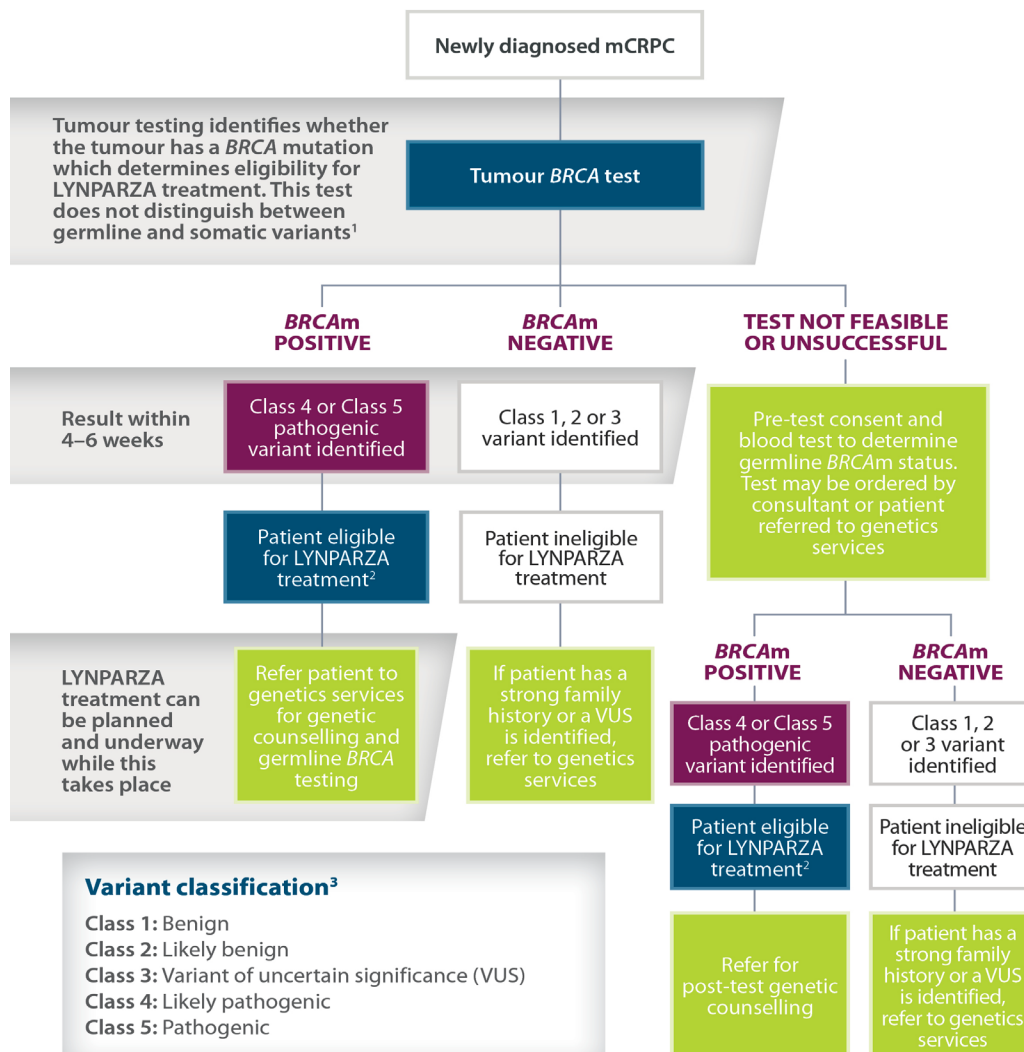 Newly diagnosed mCRPC
Tumour testing identifies whether
the tumour has a BRCA mutation
which determines eligibility for
LYNPARZA treatment. This test
does not distinguish between
germline and somatic variants¹
Tumour BRCA test
BRCAm
POSITIVE
BRCAm
NEGATIVE
TEST NOT FEASIBLE
OR UNSUCCESSFUL
Result within
4–6 weeks
Class 4 or Class 5
pathogenic
variant identified
Class 1, 2 or 3
variant identified
Pre-test consent and
blood test to determine
germline BRCAm status.
Test may be ordered by
consultant or patient
referred to genetics
services
Patient eligible
for LYNPARZA
treatment²
Patient ineligible
for LYNPARZA
treatment
LYNPARZA
treatment can
be planned
and underway
while this
takes place
Refer patient to
genetics services
for genetic
counselling and
germline BRCA
testing
If patient has a
strong family
history or a VUS
is identified,
refer to genetics
services
BRCAm
POSITIVE
BRCAm
NEGATIVE
Class 4 or Class 5
pathogenic
variant identified
Class 1, 2
or 3 variant
identified
Patient eligible
for LYNPARZA
treatment²
Patient ineligible
for LYNPARZA
treatment
Refer for
post-test genetic
counselling
If patient has a
strong family
history or a VUS
is identified,
refer to genetics
services
Variant classification³
Class 1: Benign
Class 2: Likely benign
Class 3: Variant of uncertain significance (VUS)
Class 4: Likely pathogenic
Class 5: Pathogenic